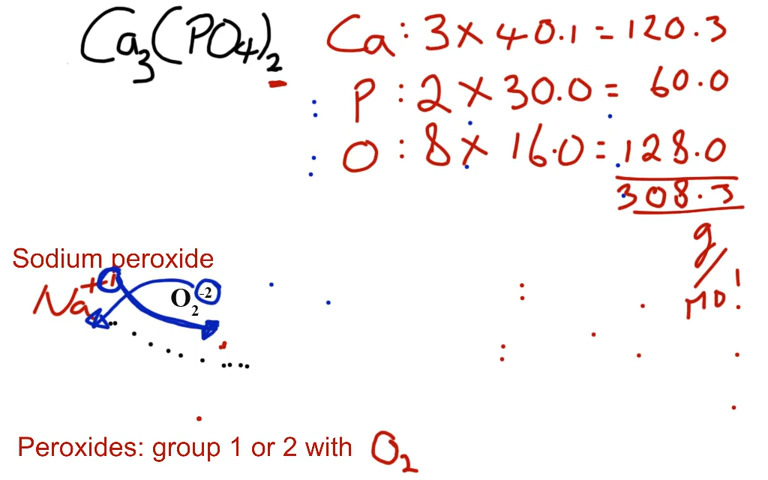 Ca3(PO4)2
Ca: 3 × 40.1 = 120.3
: P: 2 × 30.0 = 60.0
: O: 8 × 16.0 = 128.0
308.3
g/mol
Sodium peroxide
Na +1 O2 -2
Peroxides: group 1 or 2 with O2